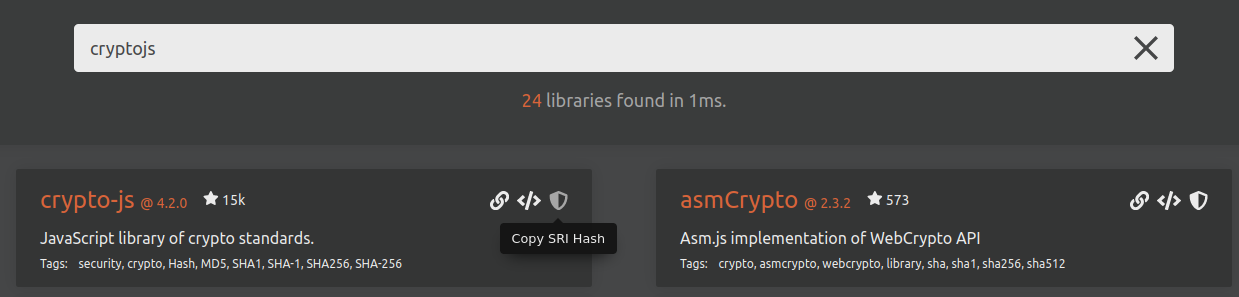 cryptojs
24 libraries found in 1ms.
crypto-js @ 4.2.0 15k
Copy SRI Hash
JavaScript library of crypto standards.
Tags: security, crypto, Hash, MD5, SHA1, SHA-1, SHA256, SHA-256
asmCrypto @ 2.3.2 573
Asm.js implementation of WebCrypto API
Tags: crypto, asmcrypto, webcrypto, library, sha, sha1, sha256, sha512